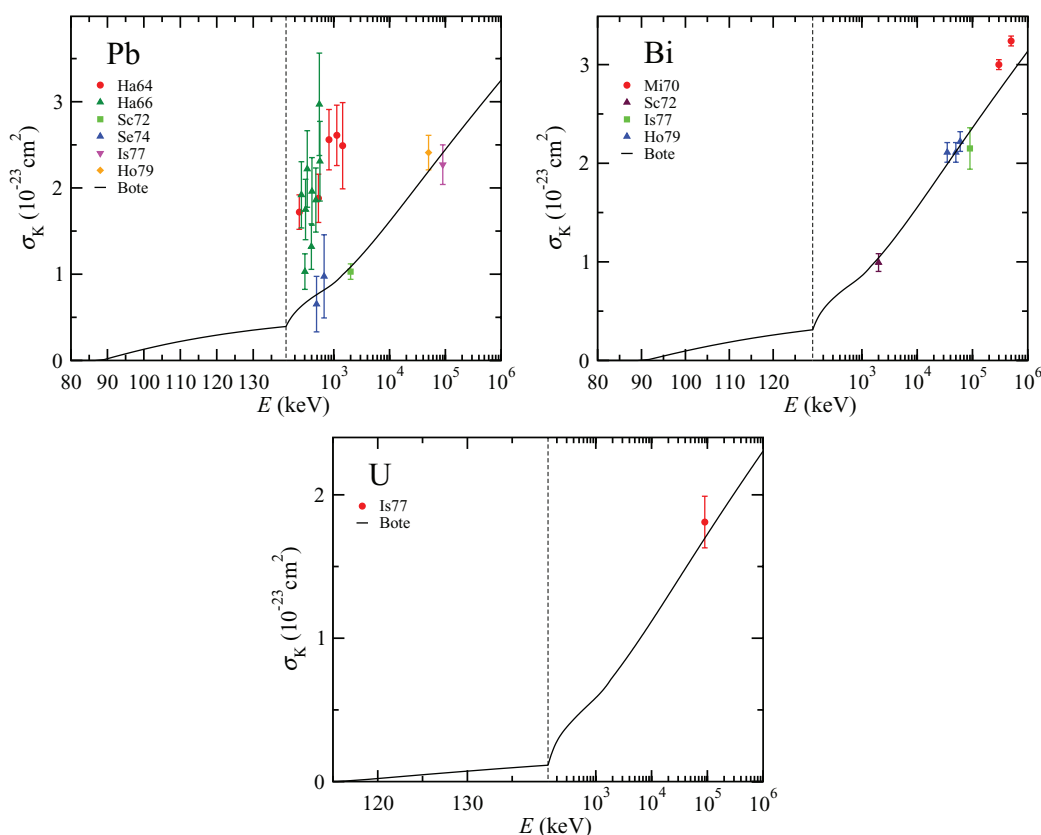 Pb
Ha64
Ha66
Sc72
Se74
Is77
Ho79
Bote
σK (10-23 cm2)
3
2
1
0
80 90 100 110 120 130 103 104 105 106
E (keV)
Bi
Mi70
Sc72
Is77
Ho79
Bote
σK (10-23 cm2)
3
2
1
0
80 90 100 110 120 103 104 105 106
E (keV)
U
Is77
Bote
σK (10-23 cm2)
2
1
0
120 130 103 104 105 106
E (keV)